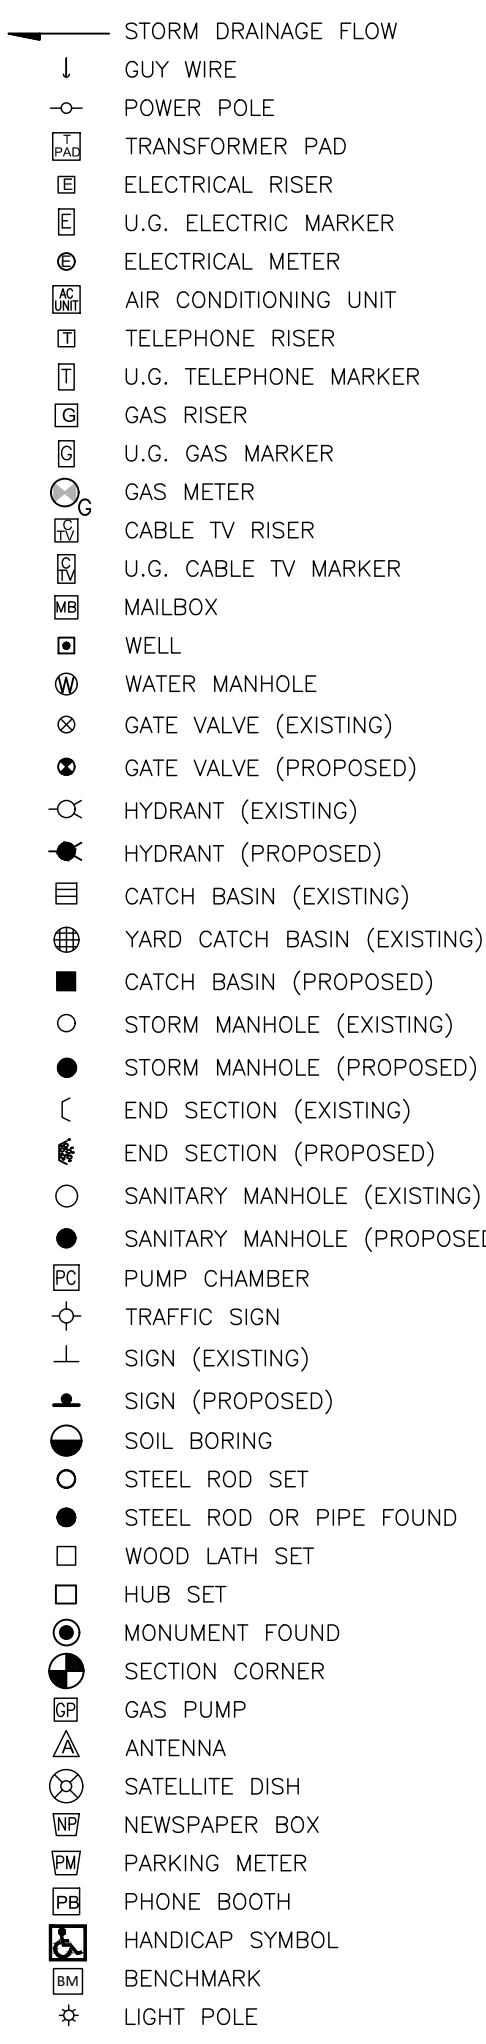 STORM DRAINAGE FLOW
GUY WIRE
POWER POLE
T PAD TRANSFORMER PAD
E ELECTRICAL RISER
E U.G. ELECTRIC MARKER
E ELECTRICAL METER
AC UNIT AIR CONDITIONING UNIT
T TELEPHONE RISER
T U.G. TELEPHONE MARKER
G GAS RISER
G U.G. GAS MARKER
G GAS METER
C TV CABLE TV RISER
C TV U.G. CABLE TV MARKER
MB MAILBOX
WELL
W WATER MANHOLE
GATE VALVE (EXISTING)
GATE VALVE (PROPOSED)
HYDRANT (EXISTING)
HYDRANT (PROPOSED)
CATCH BASIN (EXISTING)
YARD CATCH BASIN (EXISTING)
CATCH BASIN (PROPOSED)
STORM MANHOLE (EXISTING)
STORM MANHOLE (PROPOSED)
END SECTION (EXISTING)
END SECTION (PROPOSED)
SANITARY MANHOLE (EXISTING)
SANITARY MANHOLE (PROPOSE
PC PUMP CHAMBER
TRAFFIC SIGN
SIGN (EXISTING)
SIGN (PROPOSED)
SOIL BORING
STEEL ROD SET
STEEL ROD OR PIPE FOUND
WOOD LATH SET
HUB SET
MONUMENT FOUND
SECTION CORNER
GP GAS PUMP
A ANTENNA
SATELLITE DISH
NP NEWSPAPER BOX
PM PARKING METER
PB PHONE BOOTH
HANDICAP SYMBOL
BM BENCHMARK
LIGHT POLE